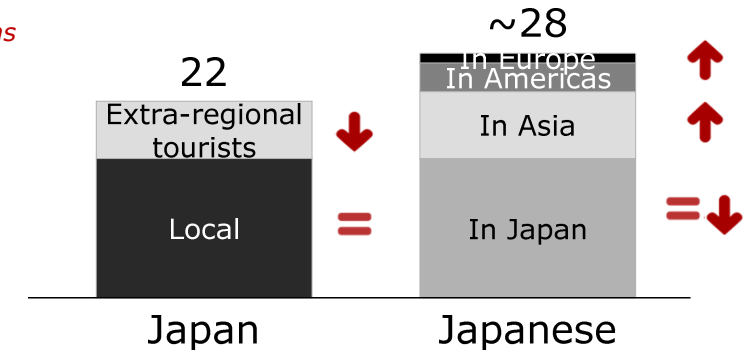 ~28
22
In Europe
In Americas
Extra-regional
tourists
In Asia
Local
=
In Japan
=
Japan
Japanese